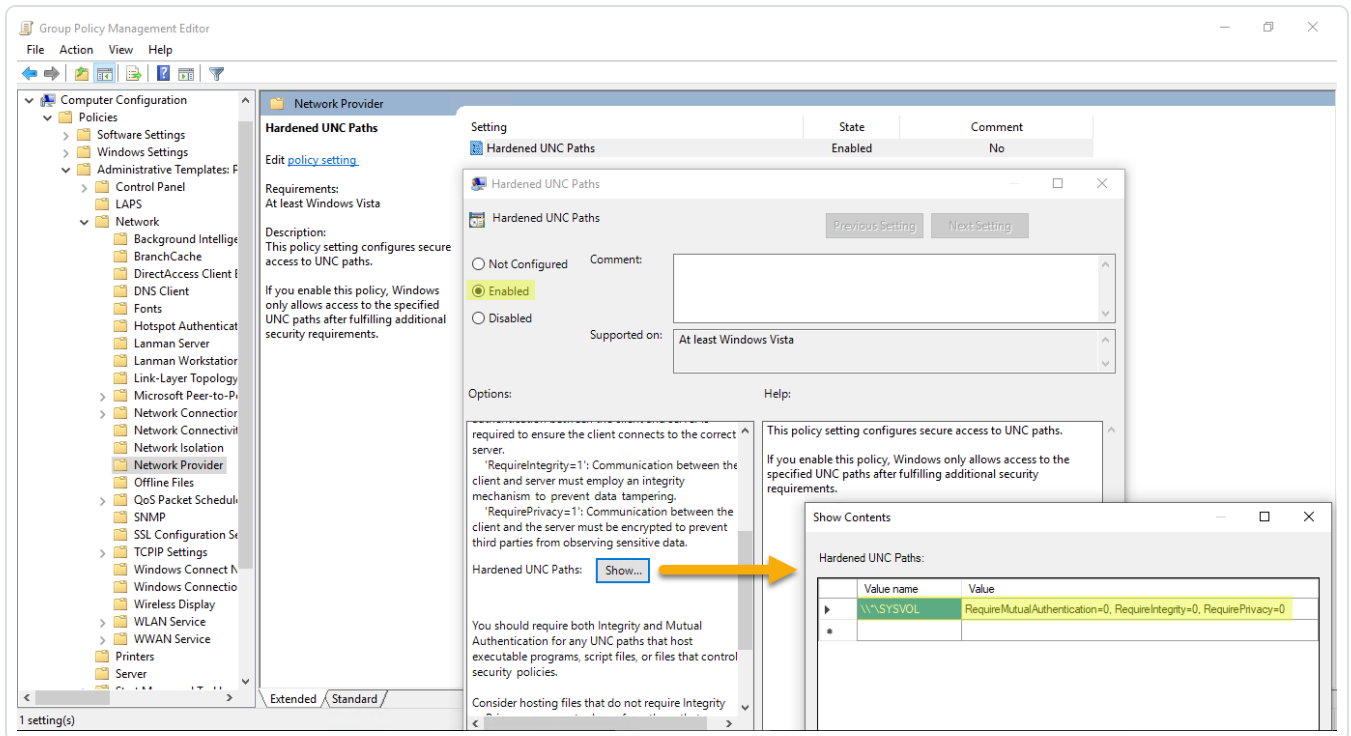 Group Policy Management Editor
File Action View Help
Computer Configuration
Policies
Software Settings
Windows Settings
Administrative Templates: P
Control Panel
LAPS
Network
Background Intellige
BranchCache
DirectAccess Client E
DNS Client
Fonts
Hotspot Authenticat
Lanman Server
Lanman Workstation
Link-Layer Topology
Microsoft Peer-to-Pe
Network Connection
Network Connectivit
Network Isolation
Network Provider
Offline Files
QoS Packet Schedule
SNMP
SSL Configuration Se
TCPIP Settings
Windows Connect N
Windows Connectio
Wireless Display
WLAN Service
WWAN Service
Printers
Server
1 setting(s)
Network Provider
Hardened UNC Paths
Edit policy setting
Requirements:
At least Windows Vista
Description:
This policy setting configures secure
access to UNC paths.
If you enable this policy, Windows
only allows access to the specified
UNC paths after fulfilling additional
security requirements.
Extended Standard
Setting State Comment
Hardened UNC Paths Enabled No
Hardened UNC Paths
Hardened UNC Paths
Previous Setting Next Setting
Not Configured
Enabled
Disabled
Comment:
Supported on:
At least Windows Vista
Options:
required to ensure the client connects to the correct
server.
'RequireIntegrity=1': Communication between the
client and server must employ an integrity
mechanism to prevent data tampering.
'RequirePrivacy=1': Communication between the
client and the server must be encrypted to prevent
third parties from observing sensitive data.
Hardened UNC Paths: Show...
You should require both Integrity and Mutual
Authentication for any UNC paths that host
executable programs, script files, or files that control
security policies.
Consider hosting files that do not require Integrity
Help:
This policy setting configures secure access to UNC paths.
If you enable this policy, Windows only allows access to the
specified UNC paths after fulfilling additional security
requirements.
Show Contents
Hardened UNC Paths:
Value name Value
\\*\SYSVOL RequireMutualAuthentication=0, RequireIntegrity=0, RequirePrivacy=0